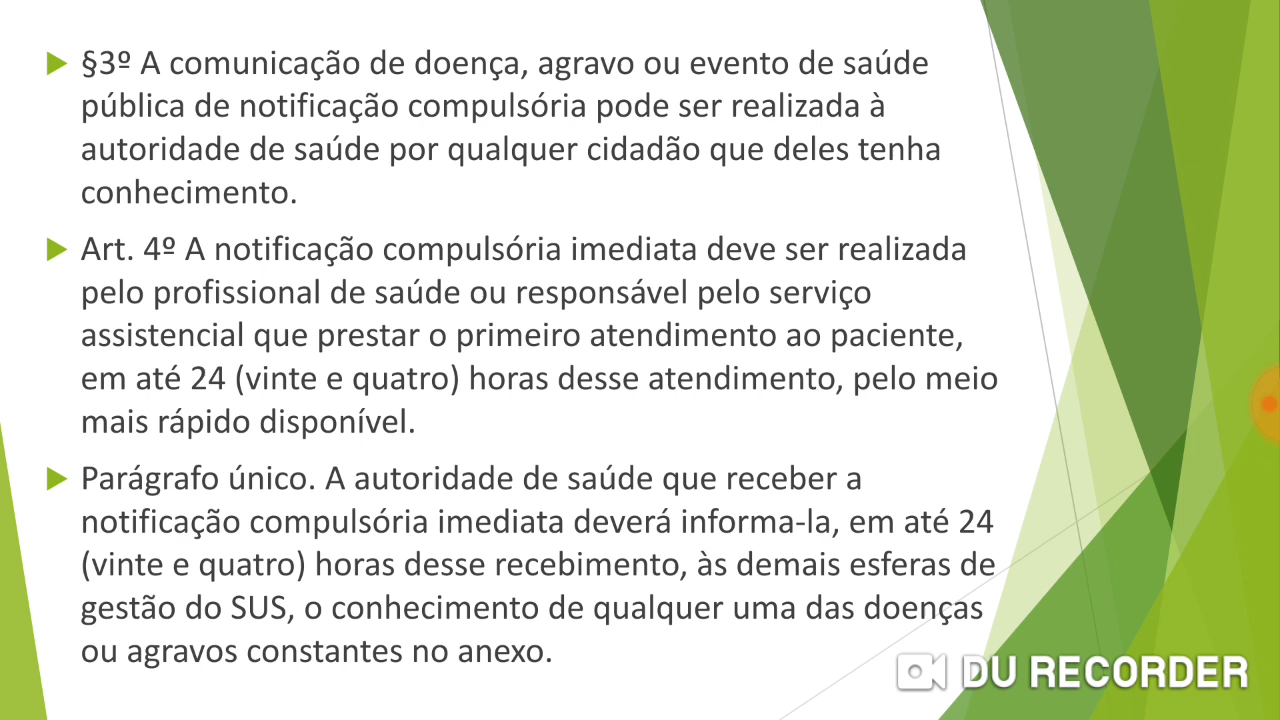 §3º A comunicação de doença, agravo ou evento de saúde
pública de notificação compulsória pode ser realizada à
autoridade de saúde por qualquer cidadão que deles tenha
conhecimento.
Art. 4º A notificação compulsória imediata deve ser realizada
pelo profissional de saúde ou responsável pelo serviço
assistencial que prestar o primeiro atendimento ao paciente,
em até 24 (vinte e quatro) horas desse atendimento, pelo meio
mais rápido disponível.
Parágrafo único. A autoridade de saúde que receber a
notificação compulsória imediata deverá informa-la, em até 24
(vinte e quatro) horas desse recebimento, às demais esferas de
gestão do SUS, o conhecimento de qualquer uma das doenças
ou agravos constantes no anexo.
DU RECORDER